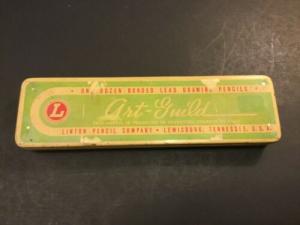 ONE DOZEN BONDED LEAD DRAWING PENCILS
L
Art-Guild
LINTON PENCIL COMPANY • LEWISBURG, TENNESSEE, U.S.A.